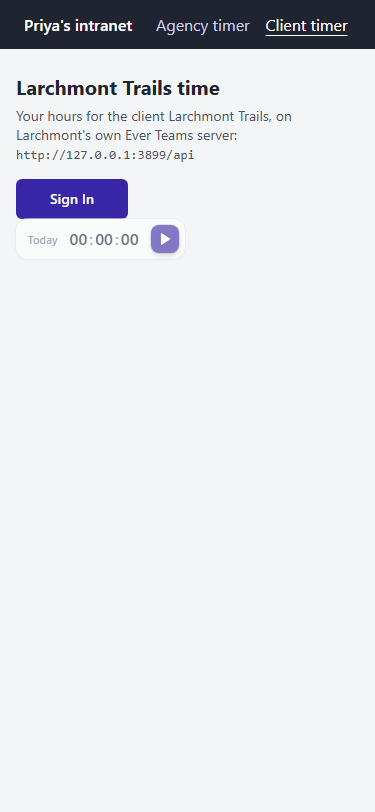 Priya's intranet Agency timer Client timer
Larchmont Trails time
Your hours for the client Larchmont Trails, on
Larchmont's own Ever Teams server:
http://127.0.0.1:3899/api
Sign In
Today 00:00:00